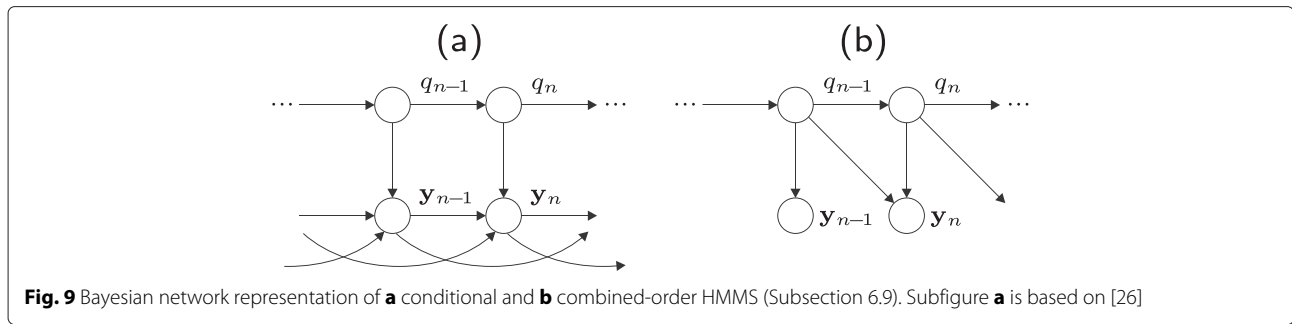 (a) (b)
··· q_{n−1} q_n ··· ··· q_{n−1} q_n ···
y_{n−1} y_n y_{n−1} y_n
Fig. 9 Bayesian network representation of a conditional and b combined-order HMMS (Subsection 6.9). Subfigure a is based on [26]